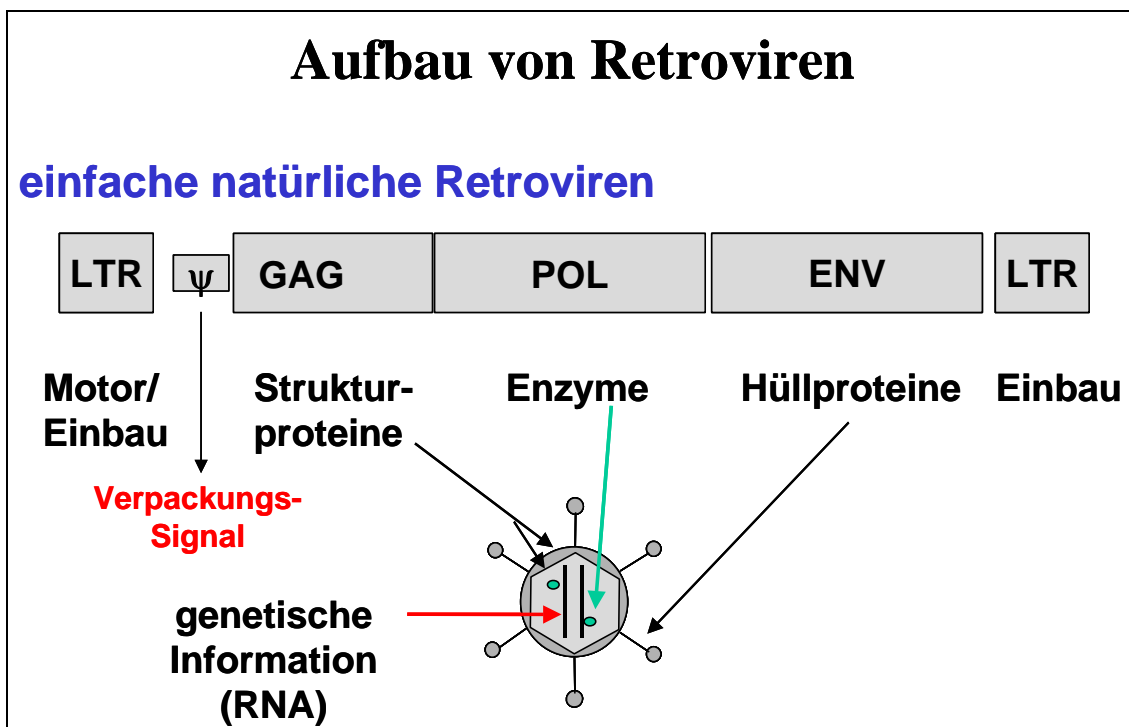 Aufbau von Retroviren
einfache natürliche Retroviren
LTR ψ GAG POL ENV LTR
Motor/ Struktur- Enzyme Hüllproteine Einbau
Einbau proteine
Verpackungs-
Signal
genetische
Information
(RNA)